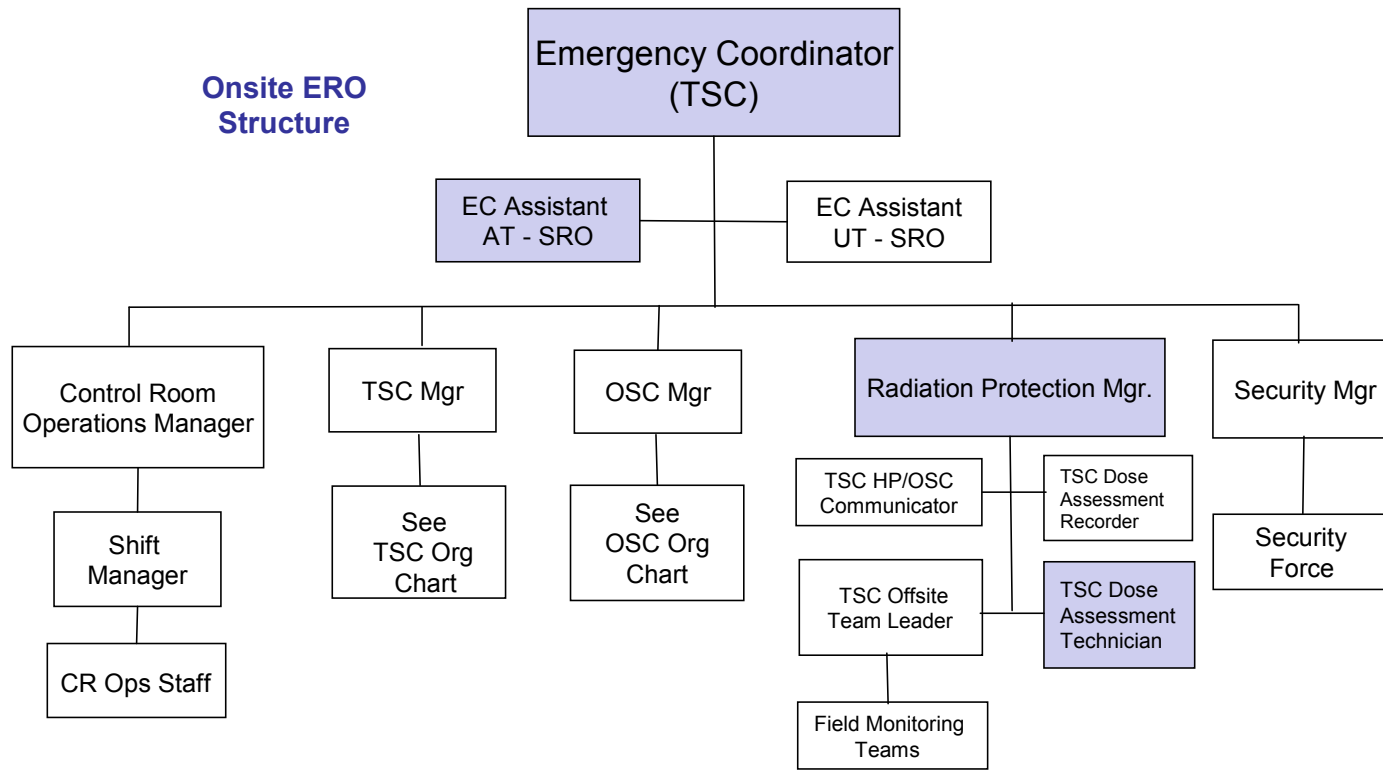 Emergency Coordinator
(TSC)
Onsite ERO
Structure
EC Assistant
AT - SRO
EC Assistant
UT - SRO
Control Room
Operations Manager
TSC Mgr
OSC Mgr
Radiation Protection Mgr.
Security Mgr
TSC HP/OSC
Communicator
TSC Dose
Assessment
Recorder
Shift
Manager
See
TSC Org
Chart
See
OSC Org
Chart
Security
Force
TSC Offsite
Team Leader
TSC Dose
Assessment
Technician
CR Ops Staff
Field Monitoring
Teams